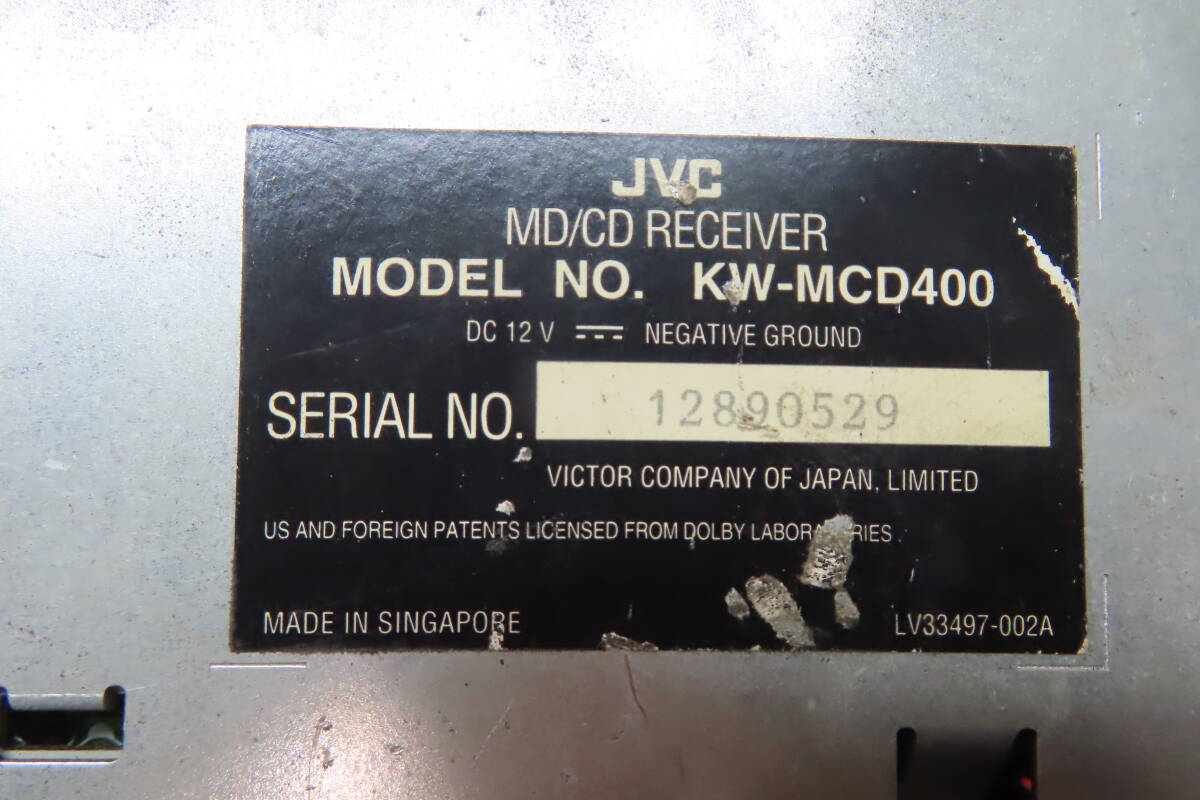 JVC
MD/CD RECEIVER
MODEL NO. KW-MCD400
DC 12 V ⎓ NEGATIVE GROUND
SERIAL NO. 12890529
VICTOR COMPANY OF JAPAN, LIMITED
US AND FOREIGN PATENTS LICENSED FROM DOLBY
MADE IN SINGAPORE
LV33497-002A